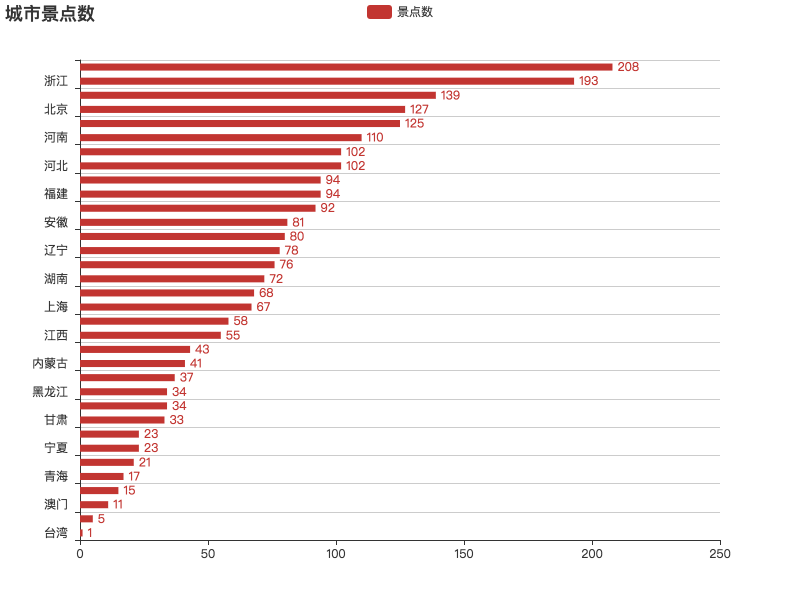 城市景点数
景点数
208
浙江 193
139
北京 127
125
河南 110
102
河北 102
94
福建 94
92
安徽 81
80
辽宁 78
76
湖南 72
68
上海 67
58
江西 55
43
内蒙古 41
37
黑龙江 34
34
甘肃 33
23
宁夏 23
21
青海 17
15
澳门 11
5
台湾 1
0 50 100 150 200 250